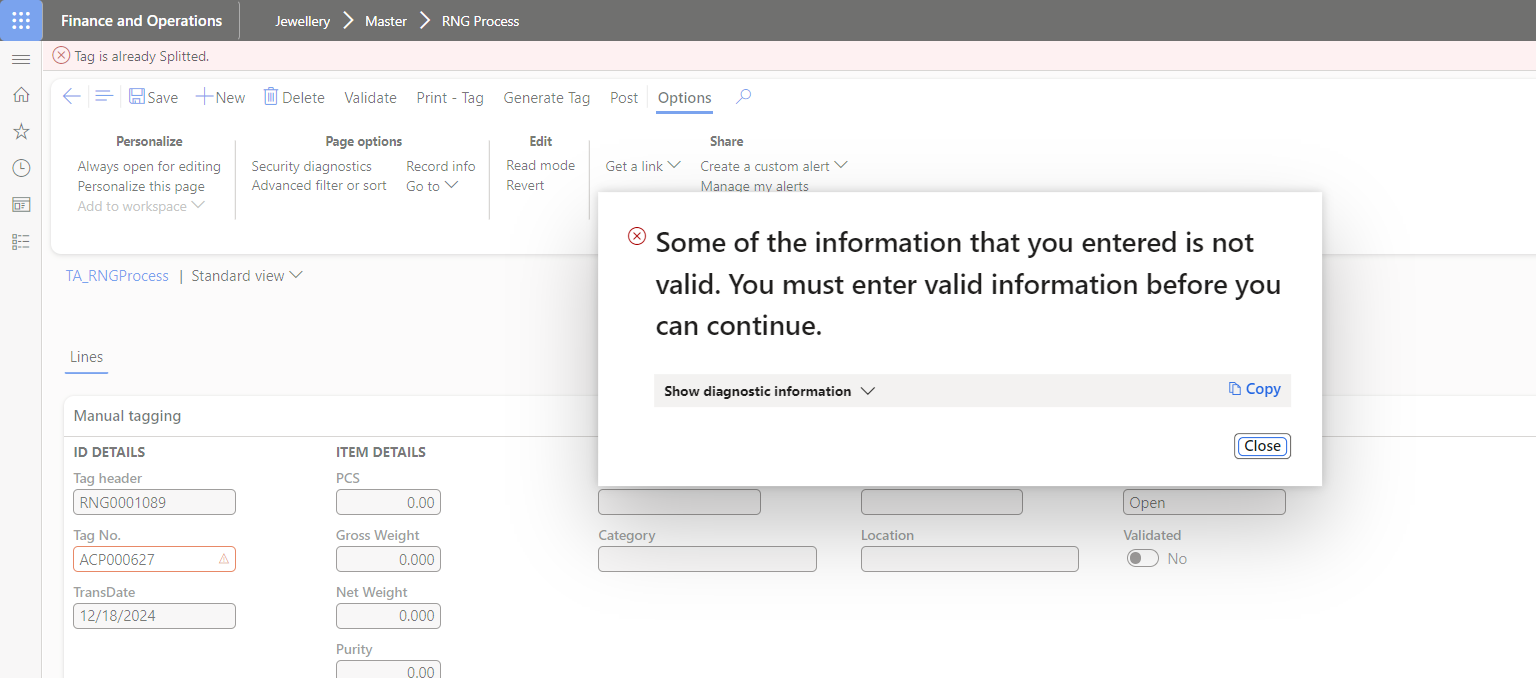 Finance and Operations
Jewellery > Master > RNG Process
Tag is already Splitted.
Save New Delete Validate Print - Tag Generate Tag Post Options
Personalize Page options Edit Share
Always open for editing Security diagnostics Record info Read mode Get a link Create a custom alert
Personalize this page Advanced filter or sort Go to Revert Manage my alerts
Add to workspace
Some of the information that you entered is not
valid. You must enter valid information before you
can continue.
Show diagnostic information Copy
Close
TA_RNGProcess | Standard view
Lines
Manual tagging
ID DETAILS ITEM DETAILS
Tag header PCS
RNG0001089 0.00 Open
Tag No. Gross Weight Category Location Validated
ACP000627 0.000 No
TransDate Net Weight
12/18/2024 0.000
Purity
0.00